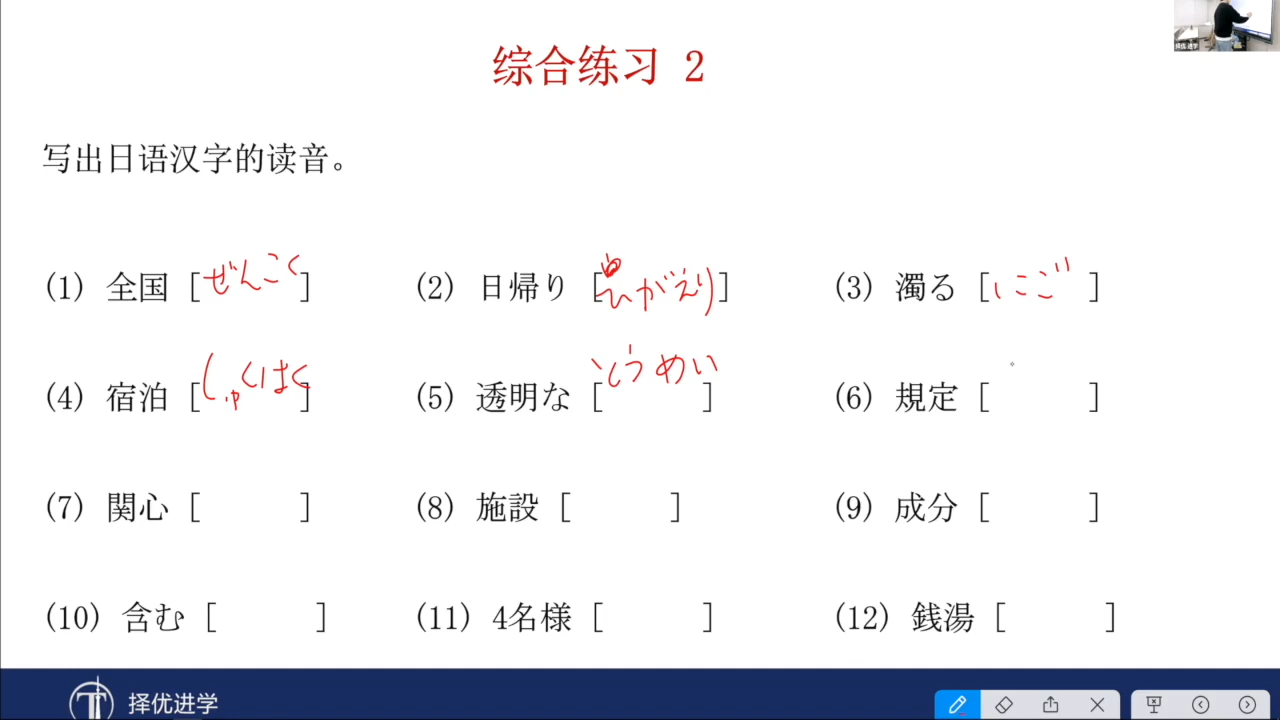 综合练习 2
写出日语汉字的读音。
(1) 全国 [ぜんこく] (2) 日帰り [ひがえり] (3) 濁る [にご]
(4) 宿泊 [しゅくはく] (5) 透明な [とうめい] (6) 規定 [ ]
(7) 関心 [ ] (8) 施設 [ ] (9) 成分 [ ]
(10) 含む [ ] (11) 4名様 [ ] (12) 銭湯 [ ]
择优进学
择优进学